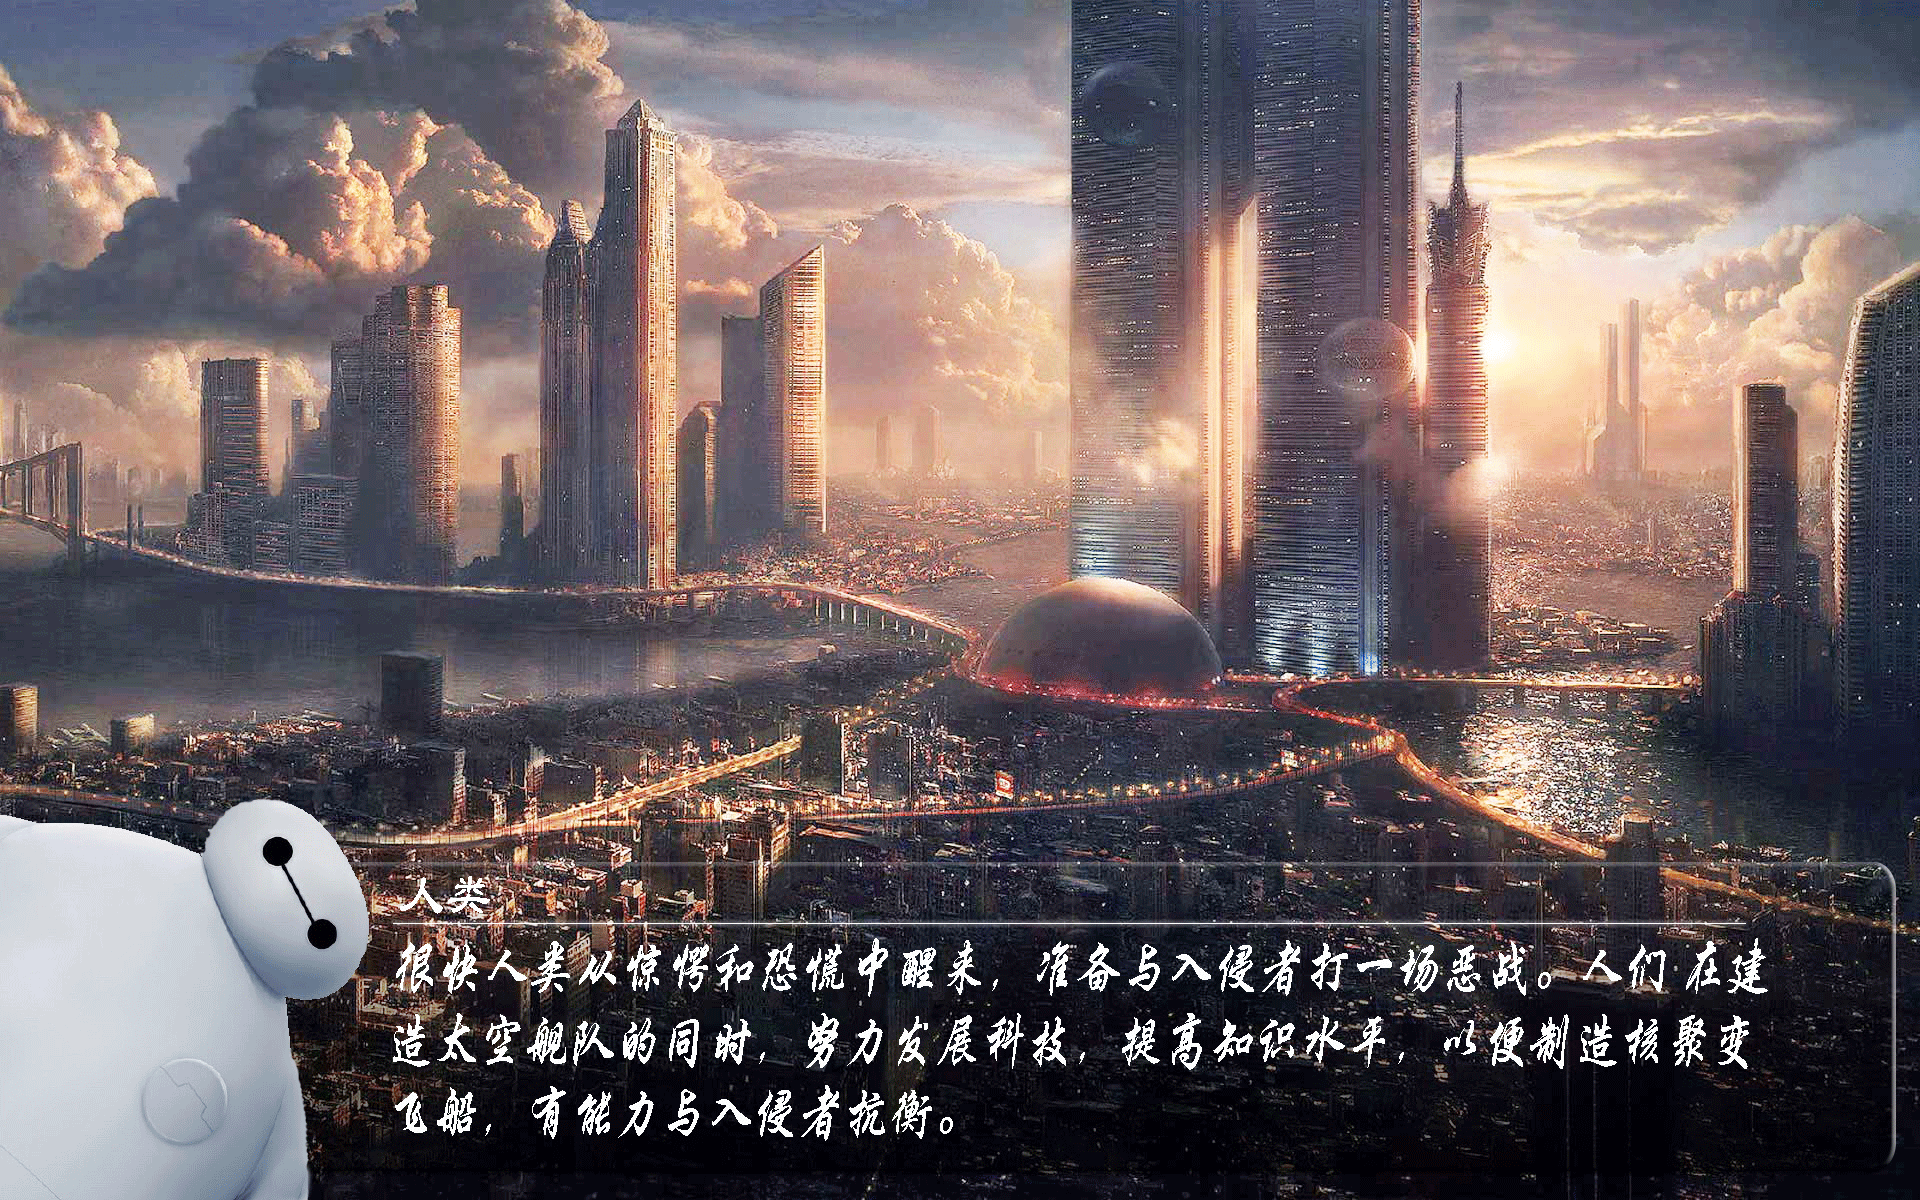 人类
很快人类从惊愕和恐慌中醒来，准备与入侵者打一场恶战。人们 在建
造太空舰队的同时，努力发展科技，提高知识水平，以便制造核聚变
飞船，有能力与入侵者抗衡。